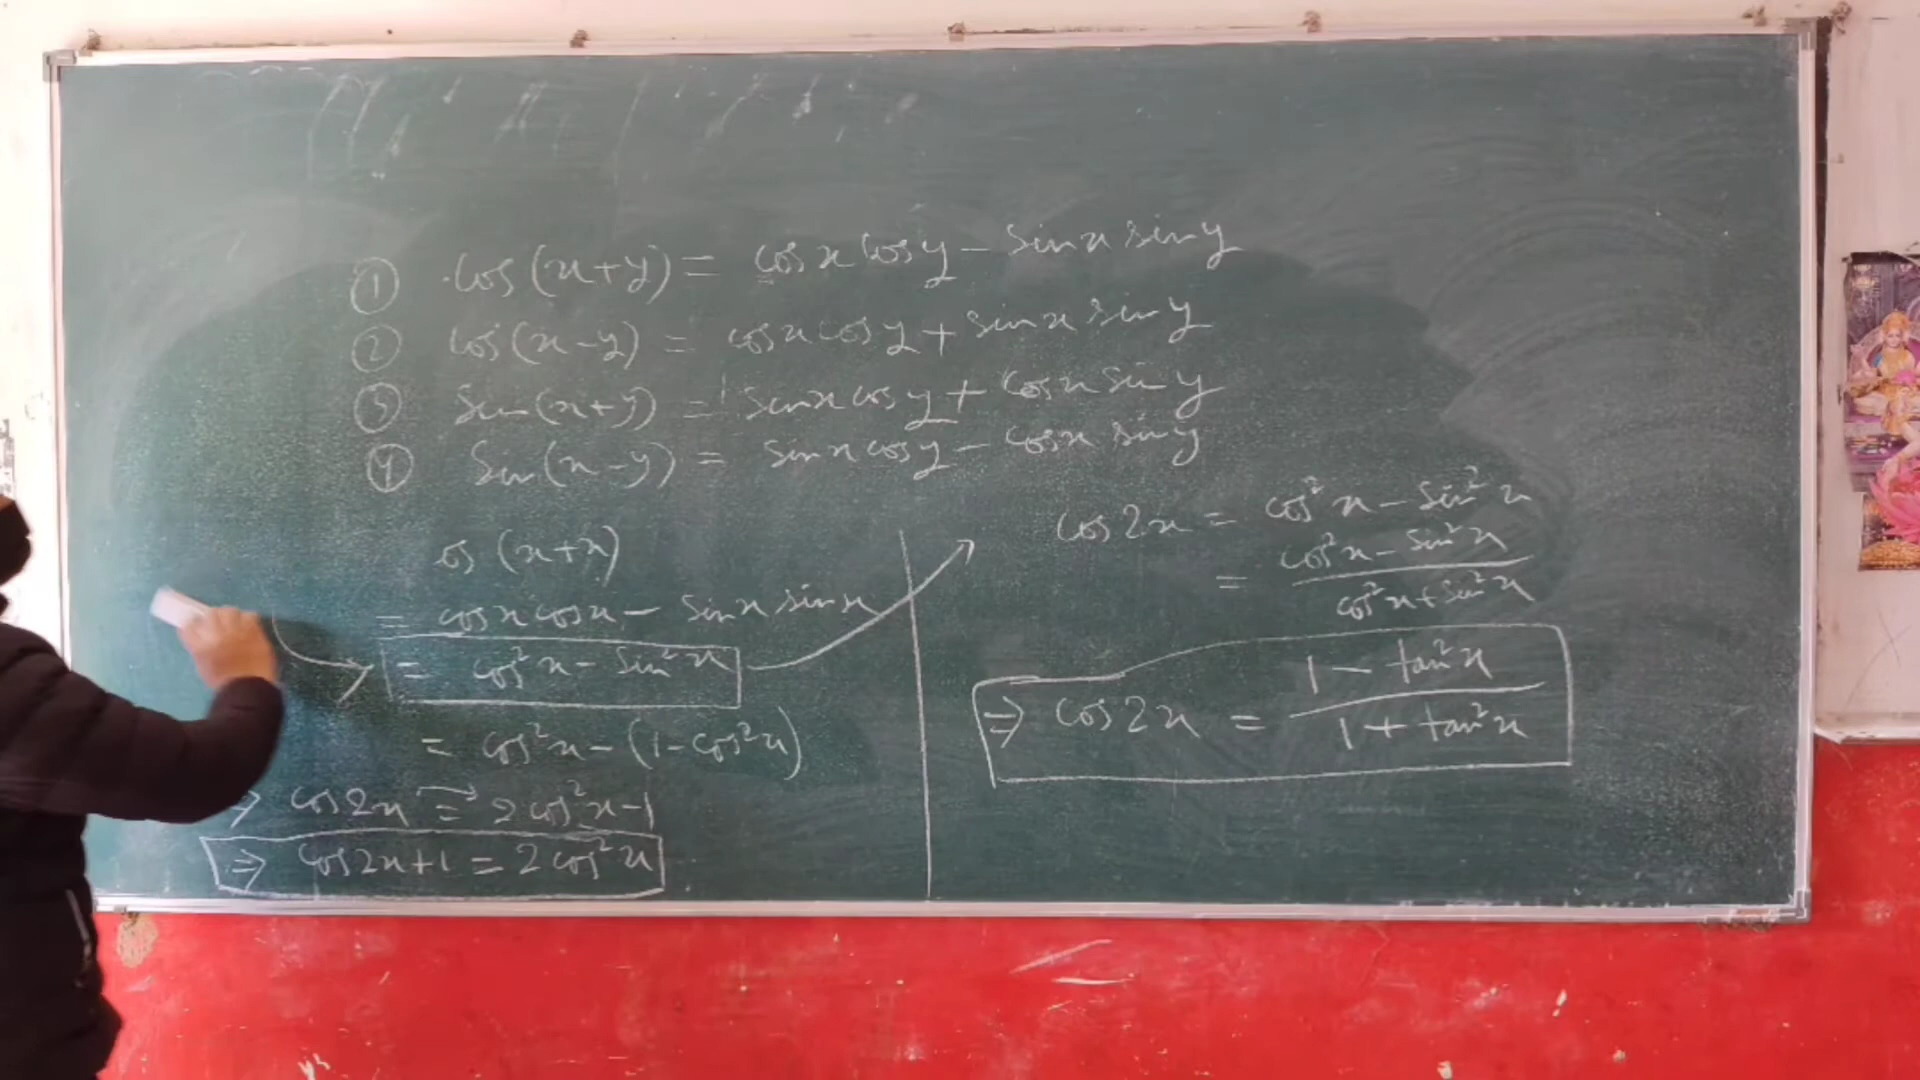 ① cos(x+y) = cosx cosy - sinx siny
② cos(x-y) = cosx cosy + sinx siny
③ Sin(x+y) = sinx cosy + cosx siny
④ Sin(x-y) = sinx cosy - cosx siny
os (x+x)
= cosx cosx - sinx sinx
= cos²x - sin²x
= cos²x - (1-cos²x)
⇒ cos2x = 2cos²x-1
⇒ cos2x+1 = 2cos²x
cos2x = cos²x - sin²x
= (cos²x - sin²x)/(cos²x + sin²x)
⇒ cos2x = (1 - tan²x)/(1 + tan²x)